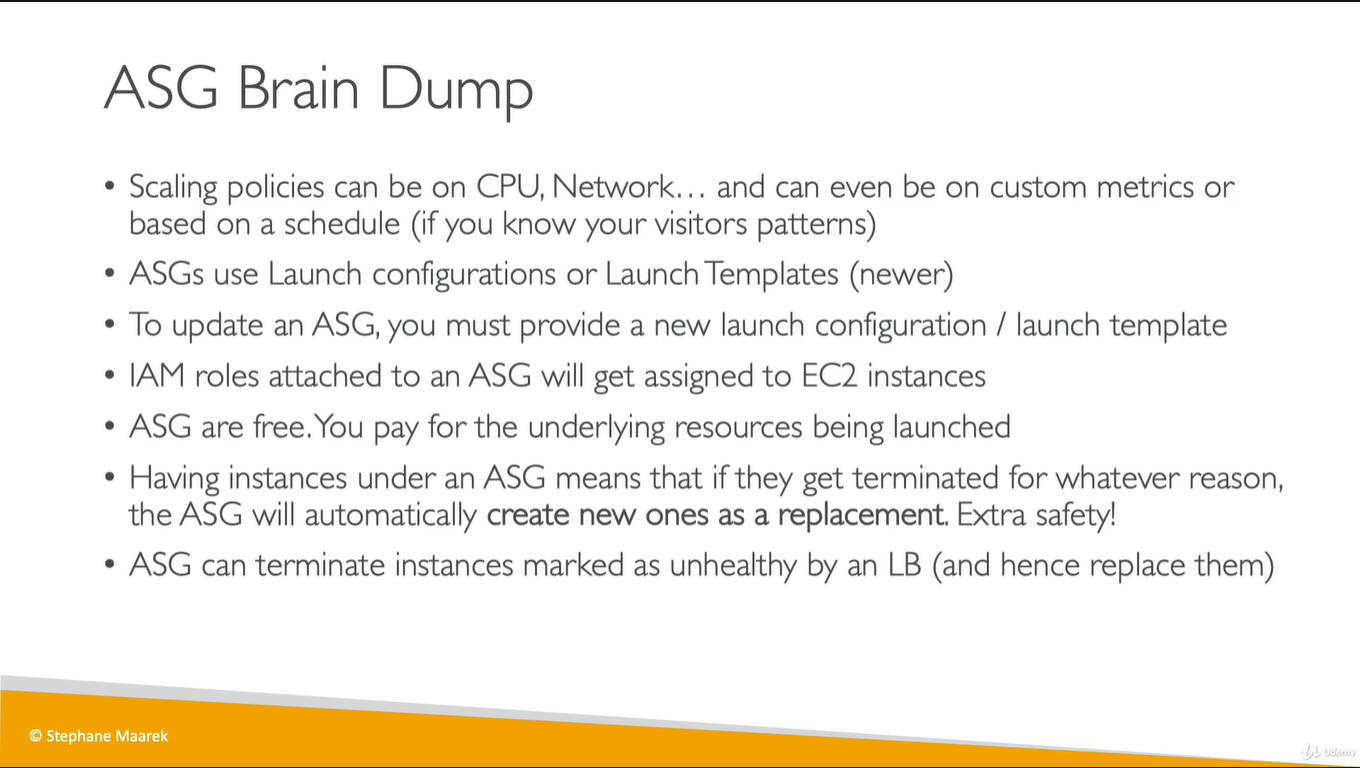 ASG Brain Dump
• Scaling policies can be on CPU, Network… and can even be on custom metrics or
based on a schedule (if you know your visitors patterns)
• ASGs use Launch configurations or Launch Templates (newer)
• To update an ASG, you must provide a new launch configuration / launch template
• IAM roles attached to an ASG will get assigned to EC2 instances
• ASG are free. You pay for the underlying resources being launched
• Having instances under an ASG means that if they get terminated for whatever reason,
the ASG will automatically create new ones as a replacement. Extra safety!
• ASG can terminate instances marked as unhealthy by an LB (and hence replace them)
© Stephane Maarek
Udemy